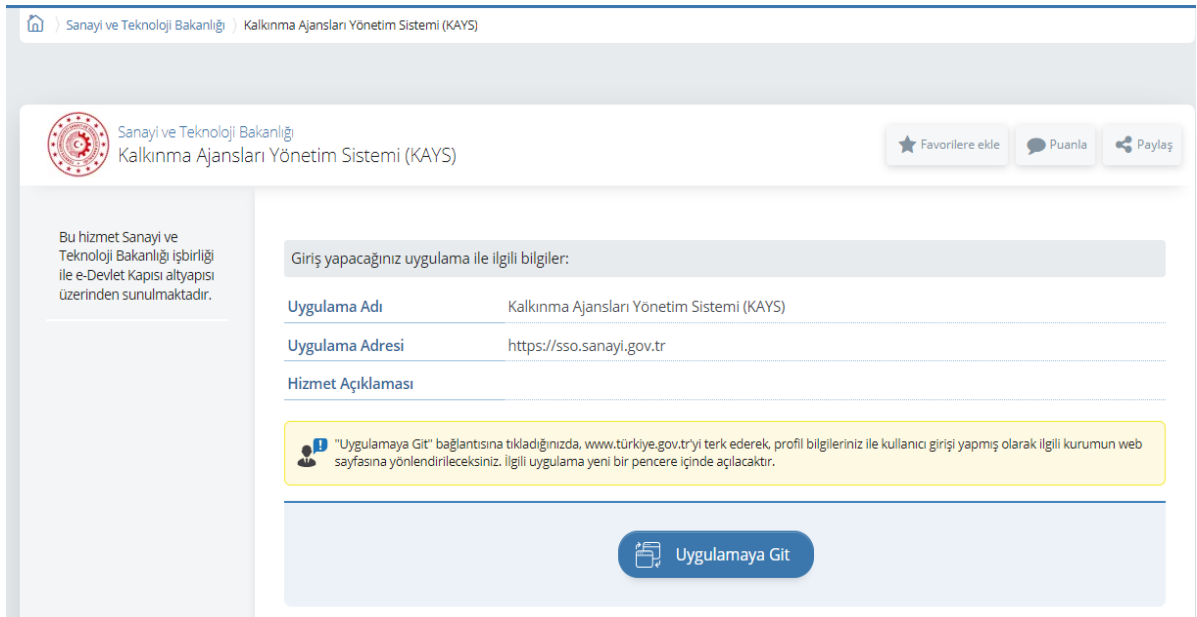 Sanayi ve Teknoloji Bakanlığı
Kalkınma Ajansları Yönetim Sistemi (KAYS)
Sanayi ve Teknoloji Bakanlığı
Kalkınma Ajansları Yönetim Sistemi (KAYS)
Favorilere ekle
Puanla
Paylaş
Bu hizmet Sanayi ve
Teknoloji Bakanlığı işbirliği
ile e-Devlet Kapısı altyapısı
üzerinden sunulmaktadır.
Giriş yapacağınız uygulama ile ilgili bilgiler:
Uygulama Adı Kalkınma Ajansları Yönetim Sistemi (KAYS)
Uygulama Adresi https://sso.sanayi.gov.tr
Hizmet Açıklaması
"Uygulamaya Git" bağlantısına tıkladığınızda, www.türkiye.gov.tr'yi terk ederek, profil bilgileriniz ile kullanıcı girişi yapmış olarak ilgili kurumun web
sayfasına yönlendirileceksiniz. İlgili uygulama yeni bir pencere içinde açılacaktır.
Uygulamaya Git